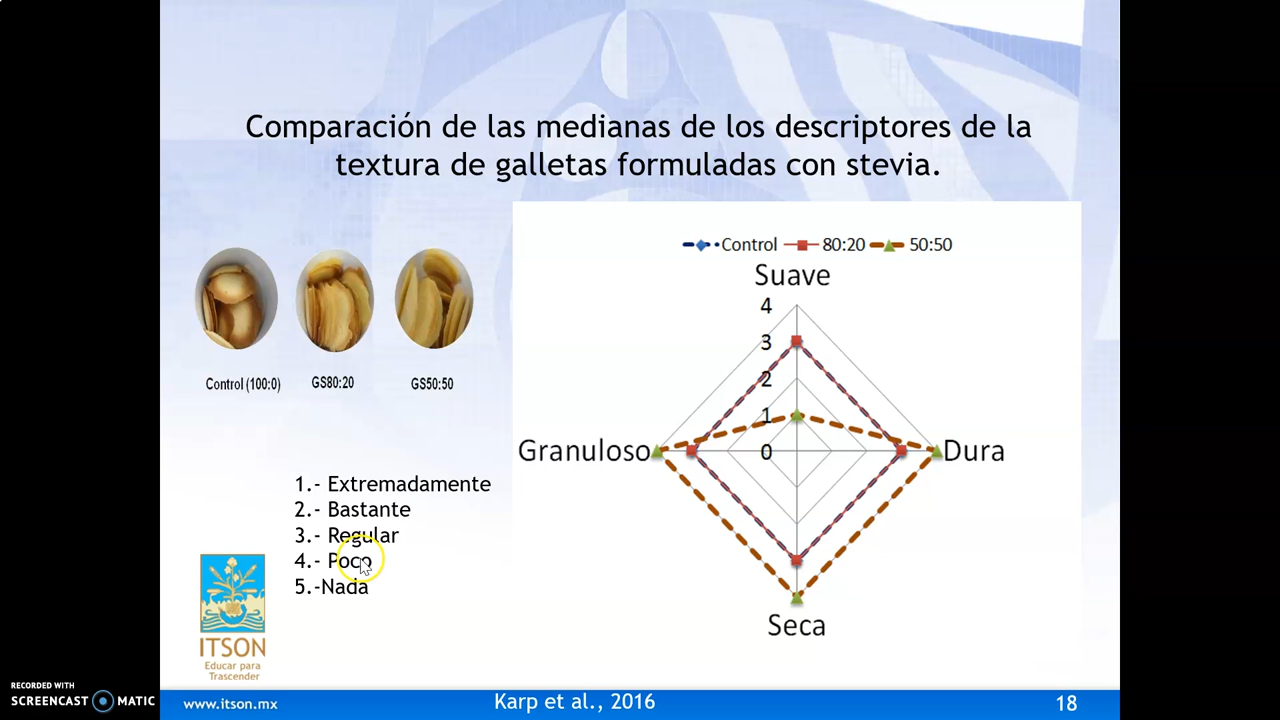 Comparación de las medianas de los descriptores de la
textura de galletas formuladas con stevia.
Control (100:0)
GS80:20
GS50:50
1.- Extremadamente
2.- Bastante
3.- Regular
4.- Poco
5.-Nada
Control
80:20
50:50
Suave
4
3
2
1
0
Granuloso
Dura
Seca
ITSON
Educar para
Trascender
RECORDED WITH
SCREENCAST MATIC
www.itson.mx
Karp et al., 2016
18